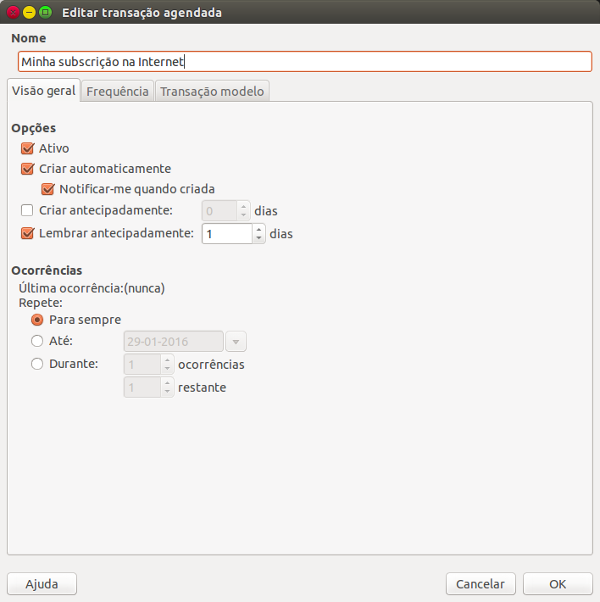 Editar transação agendada
Nome
Minha subscrição na Internet
Visão geral Frequência Transação modelo
Opções
Ativo
Criar automaticamente
Notificar-me quando criada
Criar antecipadamente: 0 dias
Lembrar antecipadamente: 1 dias
Ocorrências
Última ocorrência:(nunca)
Repete:
Para sempre
Até: 29-01-2016
Durante: 1 ocorrências
1 restante
Ajuda Cancelar OK